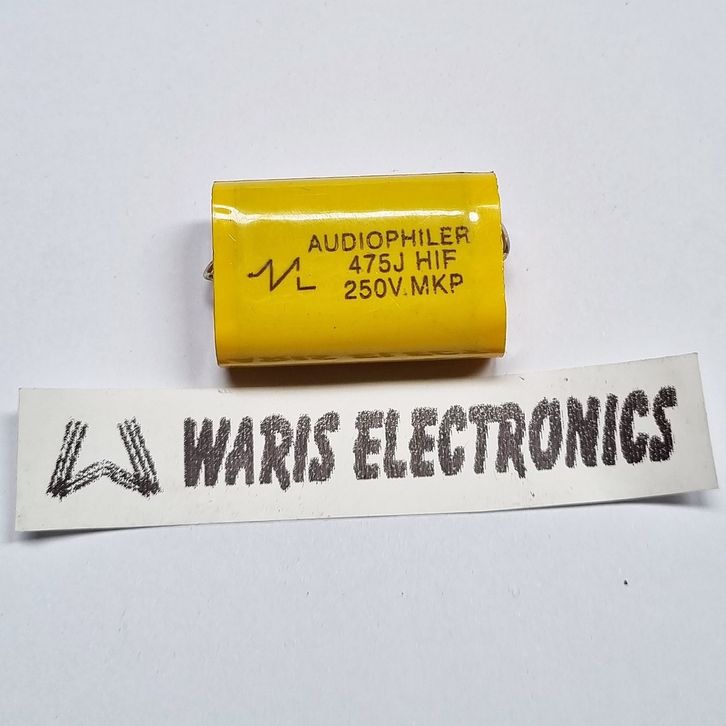 AUDIOPHILER
475J HIF
250V.MKP
WARIS ELECTRONICS